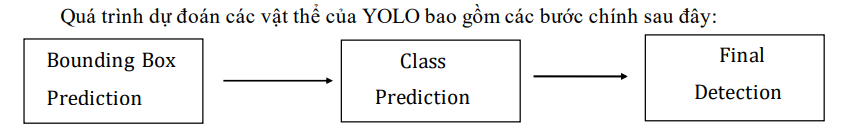 Quá trình dự đoán các vật thể của YOLO bao gồm các bước chính sau đây:
Bounding Box
Prediction
Class
Prediction
Final
Detection